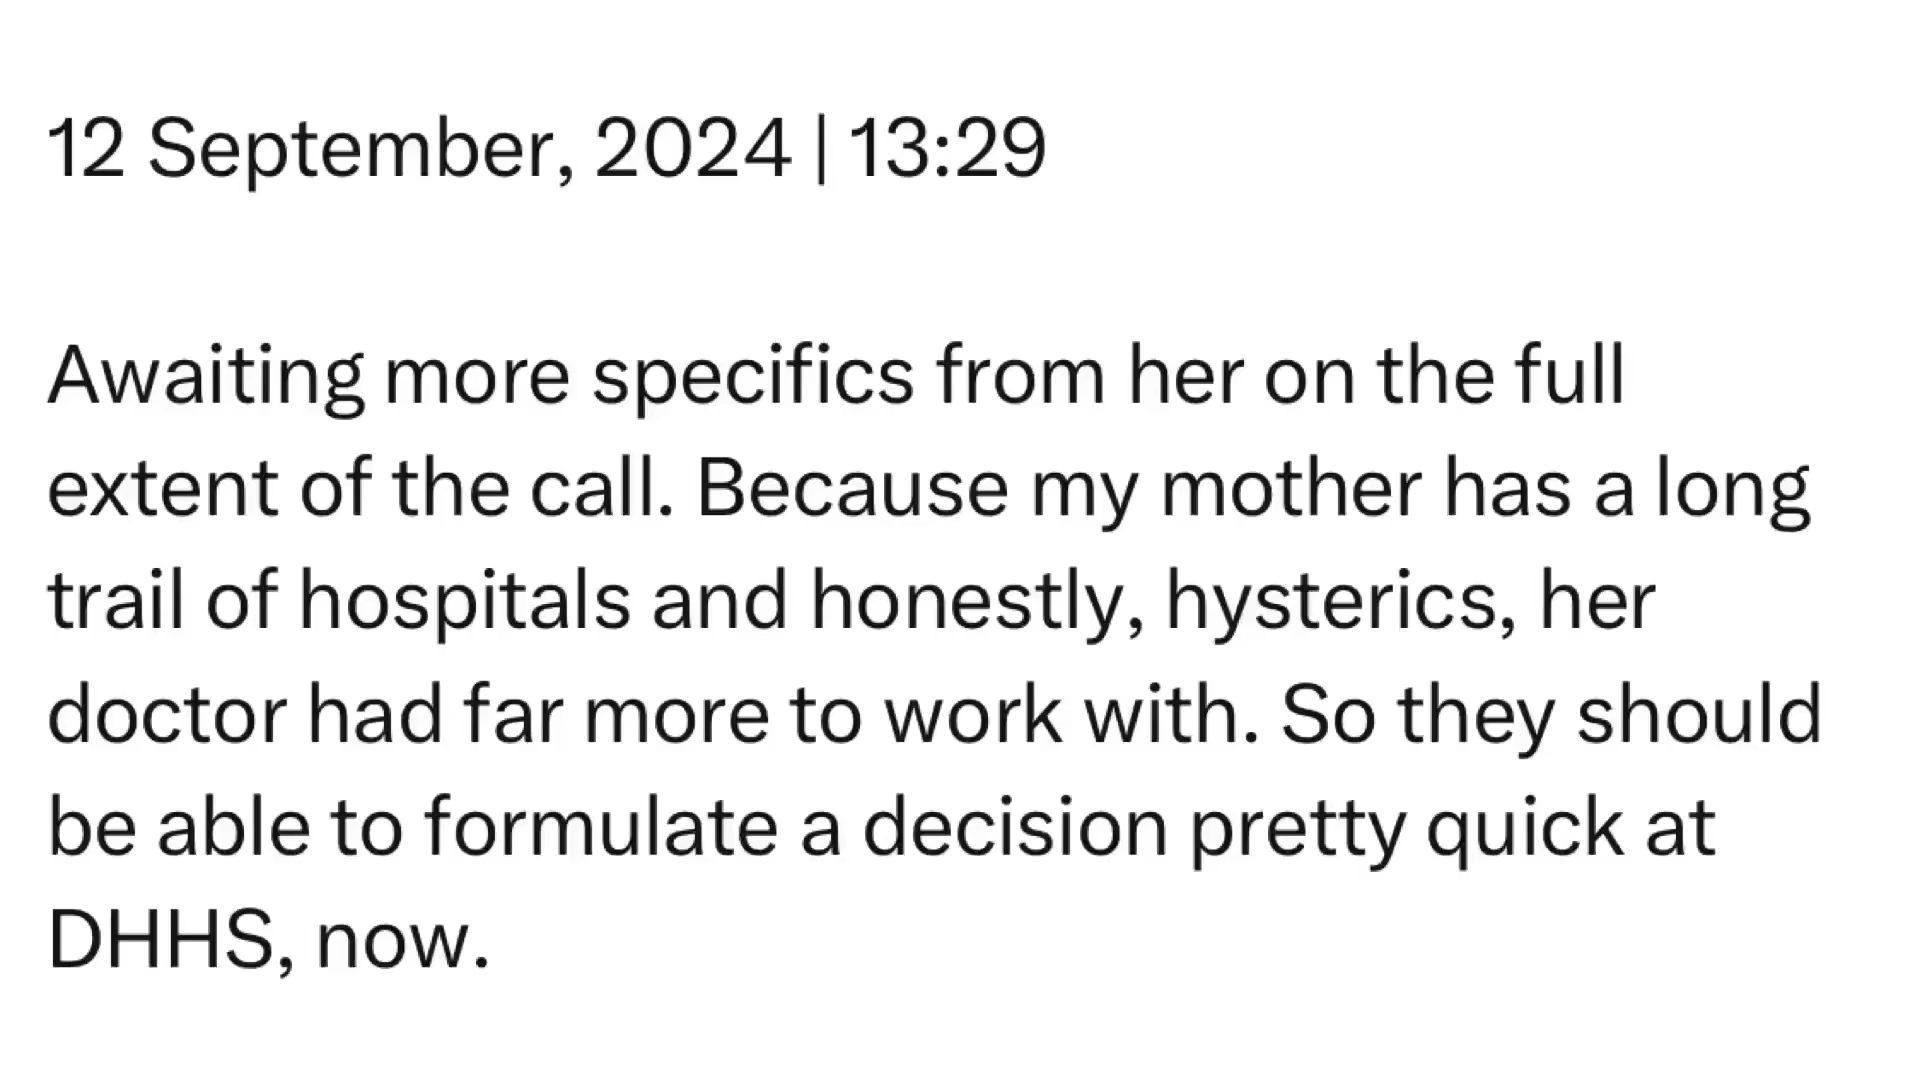 12 September, 2024 | 13:29
Awaiting more specifics from her on the full
extent of the call. Because my mother has a long
trail of hospitals and honestly, hysterics, her
doctor had far more to work with. So they should
be able to formulate a decision pretty quick at
DHHS, now.